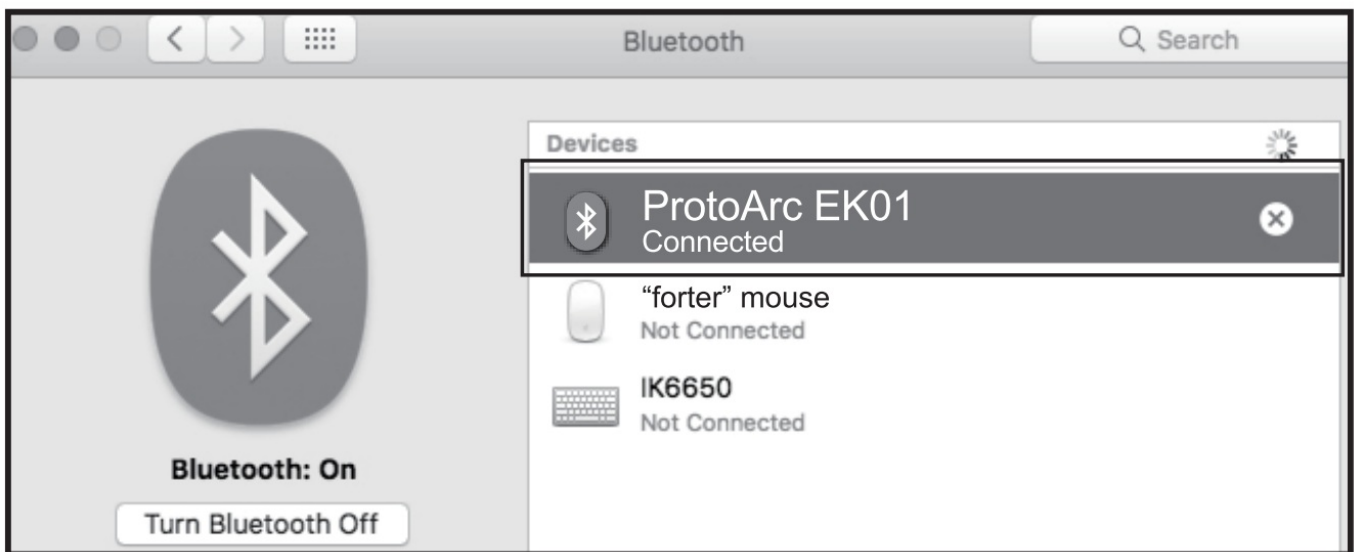 Bluetooth
Search
Devices
ProtoArc EK01
Connected
“forter” mouse
Not Connected
IK6650
Not Connected
Bluetooth: On
Turn Bluetooth Off